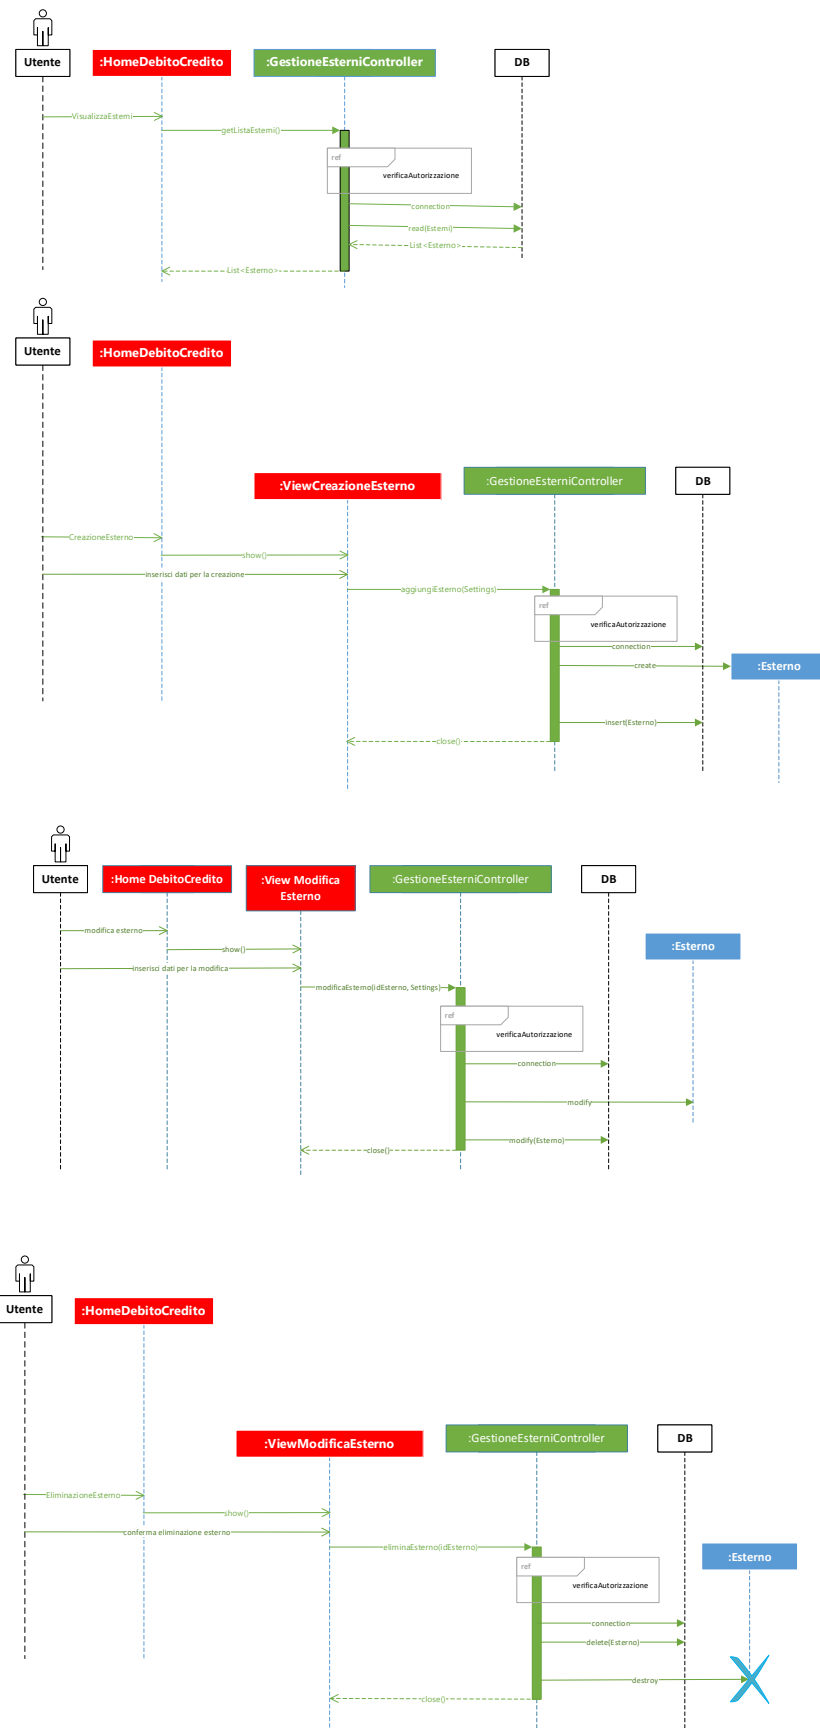 Utente
:HomeDebitoCredito
:GestioneEsterniController
DB
VisualizzaEsterni
getListaEsterni()
ref
verificaAutorizzazione
connection
read(Esterni)
List<Esterno>
List<Esterno>
Utente
:HomeDebitoCredito
:ViewCreazioneEsterno
:GestioneEsterniController
DB
CreazioneEsterno
show()
inserisci dati per la creazione
aggiungiEsterno(Settings)
ref
verificaAutorizzazione
connection
create
:Esterno
insert(Esterno)
close()
Utente
:Home DebitoCredito
:View Modifica
Esterno
:GestioneEsterniController
DB
modifica esterno
:Esterno
show()
inserisci dati per la modifica
modificaEsterno(idEsterno, Settings)
ref
verificaAutorizzazione
connection
modify
modify(Esterno)
close()
Utente
:HomeDebitoCredito
:ViewModificaEsterno
:GestioneEsterniController
DB
EliminazioneEsterno
show()
conferma eliminazione esterno
eliminaEsterno(idEsterno)
:Esterno
ref
verificaAutorizzazione
connection
delete(Esterno)
destroy
close()